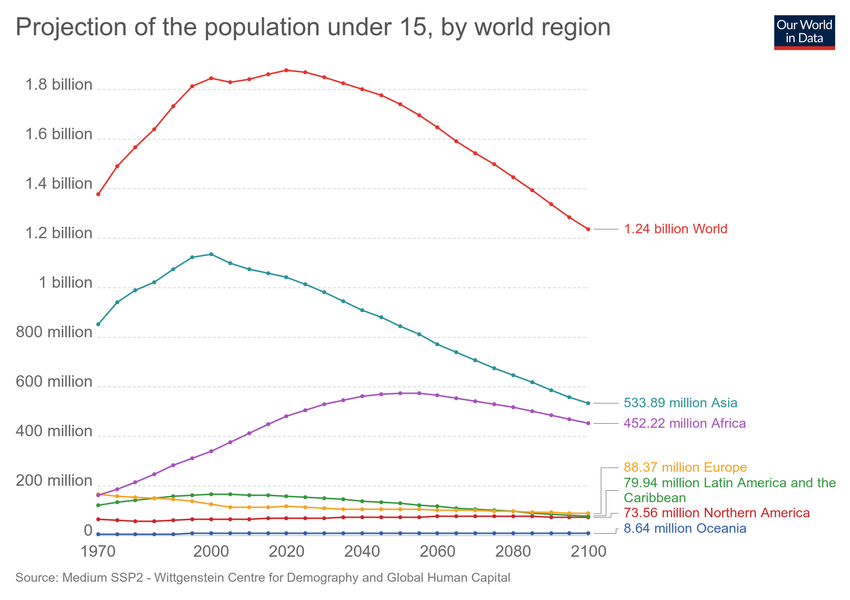 Projection of the population under 15, by world region
Our World
in Data
1.8 billion
1.6 billion
1.4 billion
1.2 billion
1 billion
800 million
600 million
400 million
200 million
0
1970
2000
2020
2040
2060
2080
2100
1.24 billion World
533.89 million Asia
452.22 million Africa
88.37 million Europe
79.94 million Latin America and the
Caribbean
73.56 million Northern America
8.64 million Oceania
Source: Medium SSP2 - Wittgenstein Centre for Demography and Global Human Capital